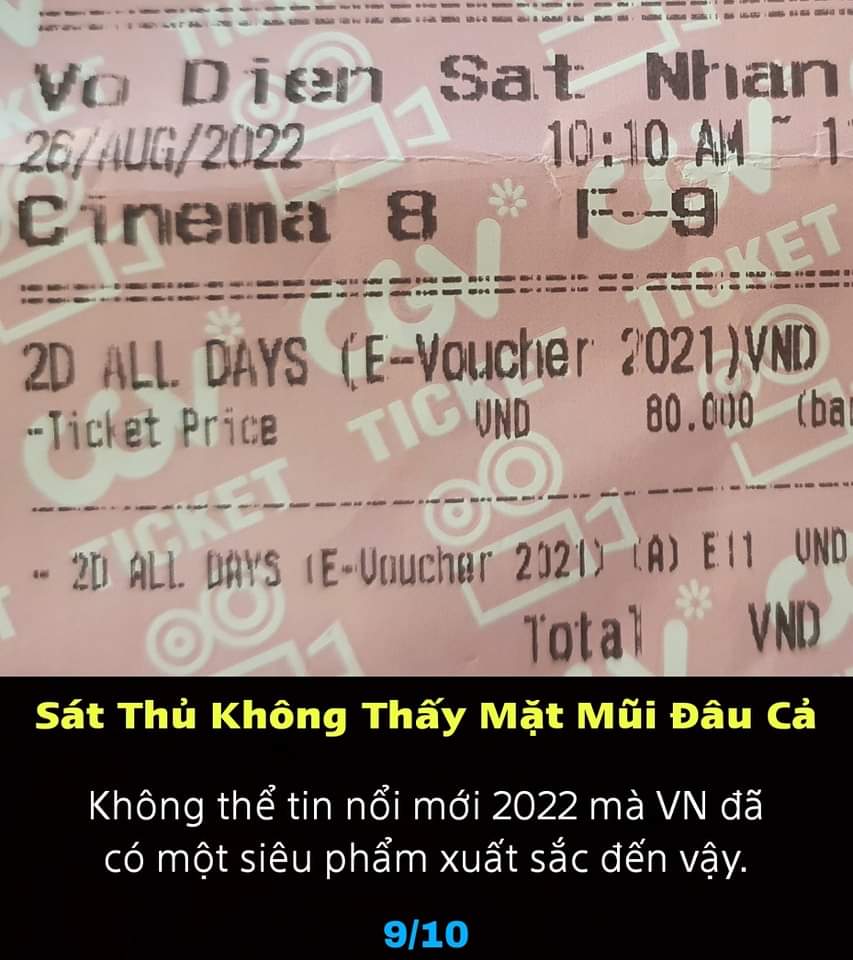 Vo Dien Sat Nhan
26/AUG/2022 10:10 AM ~ 1
Cinema 8 F-9
2D ALL DAYS (E-Voucher 2021)VND
-Ticket Price VND 80.000 (ba
- 2D ALL DAYS (E-Voucher 2021) (A) E11 VND
Total VND
CGV
TICKET
Sát Thủ Không Thấy Mặt Mũi Đâu Cả
Không thể tin nổi mới 2022 mà VN đã
có một siêu phẩm xuất sắc đến vậy.
9/10